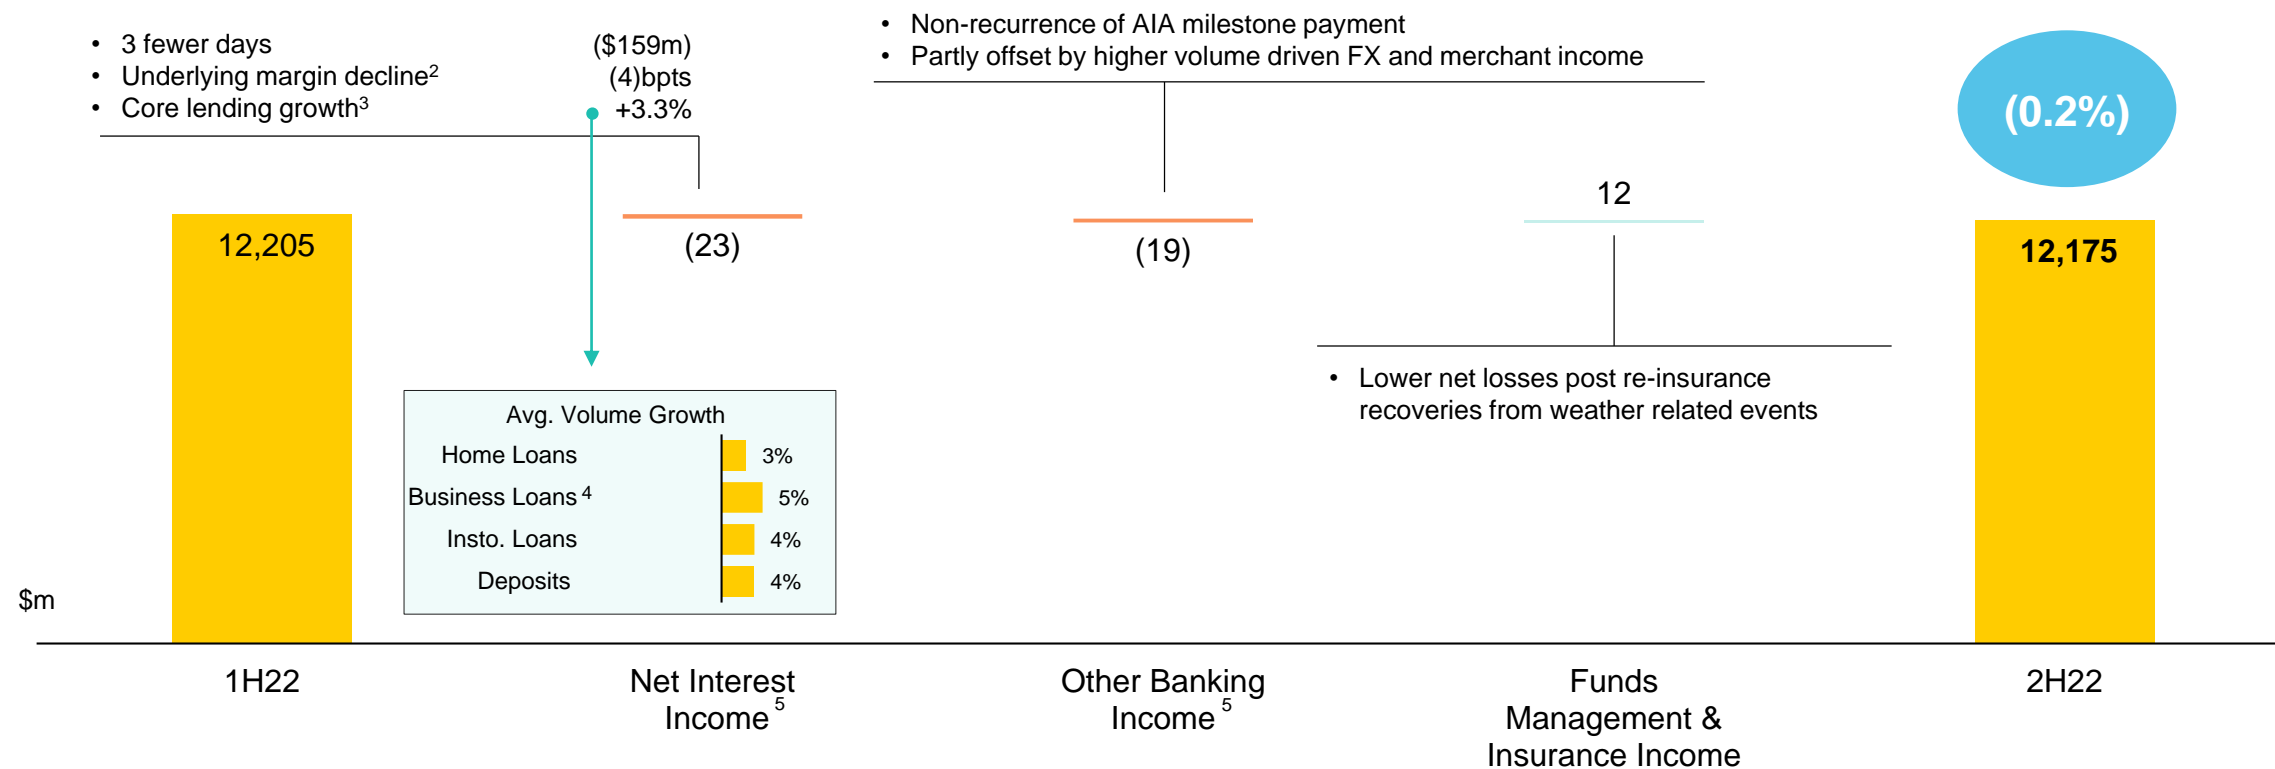 • 3 fewer days ($159m)
• Underlying margin decline² (4)bpts
• Core lending growth³ +3.3%
• Non-recurrence of AIA milestone payment
• Partly offset by higher volume driven FX and merchant income
(0.2%)
12
12,205
(23)
(19)
12,175
• Lower net losses post re-insurance
recoveries from weather related events
Avg. Volume Growth
Home Loans 3%
Business Loans ⁴ 5%
Insto. Loans 4%
Deposits 4%
$m
1H22
Net Interest
Income ⁵
Other Banking
Income ⁵
Funds
Management &
Insurance Income
2H22